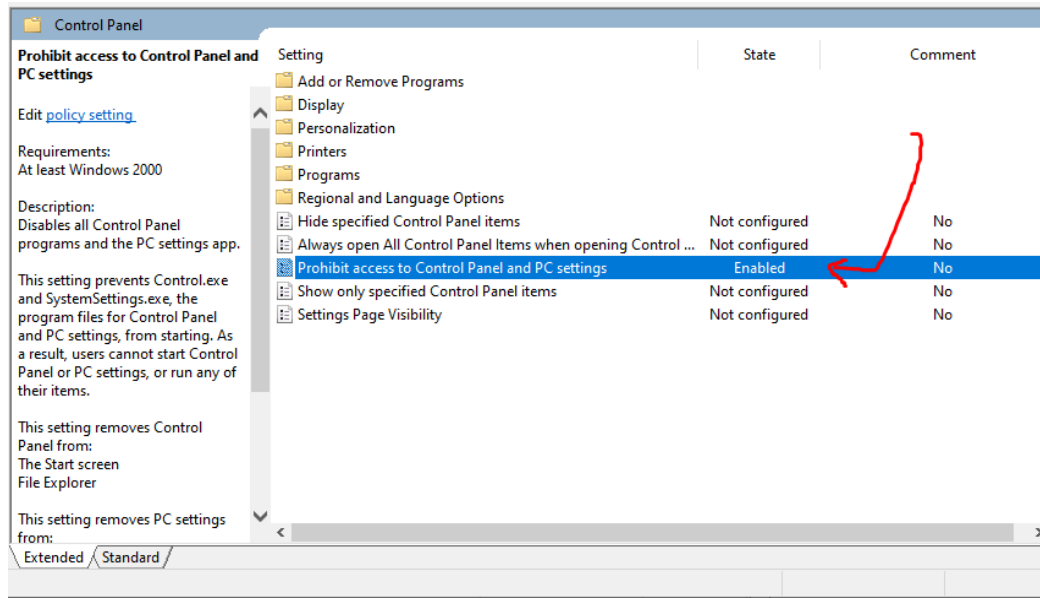 Control Panel
Prohibit access to Control Panel and
PC settings
Edit policy setting
Requirements:
At least Windows 2000
Description:
Disables all Control Panel
programs and the PC settings app.
This setting prevents Control.exe
and SystemSettings.exe, the
program files for Control Panel
and PC settings, from starting. As
a result, users cannot start Control
Panel or PC settings, or run any of
their items.
This setting removes Control
Panel from:
The Start screen
File Explorer
This setting removes PC settings
from:
Setting State Comment
Add or Remove Programs
Display
Personalization
Printers
Programs
Regional and Language Options
Hide specified Control Panel items Not configured No
Always open All Control Panel Items when opening Control ... Not configured No
Prohibit access to Control Panel and PC settings Enabled No
Show only specified Control Panel items Not configured No
Settings Page Visibility Not configured No
Extended Standard